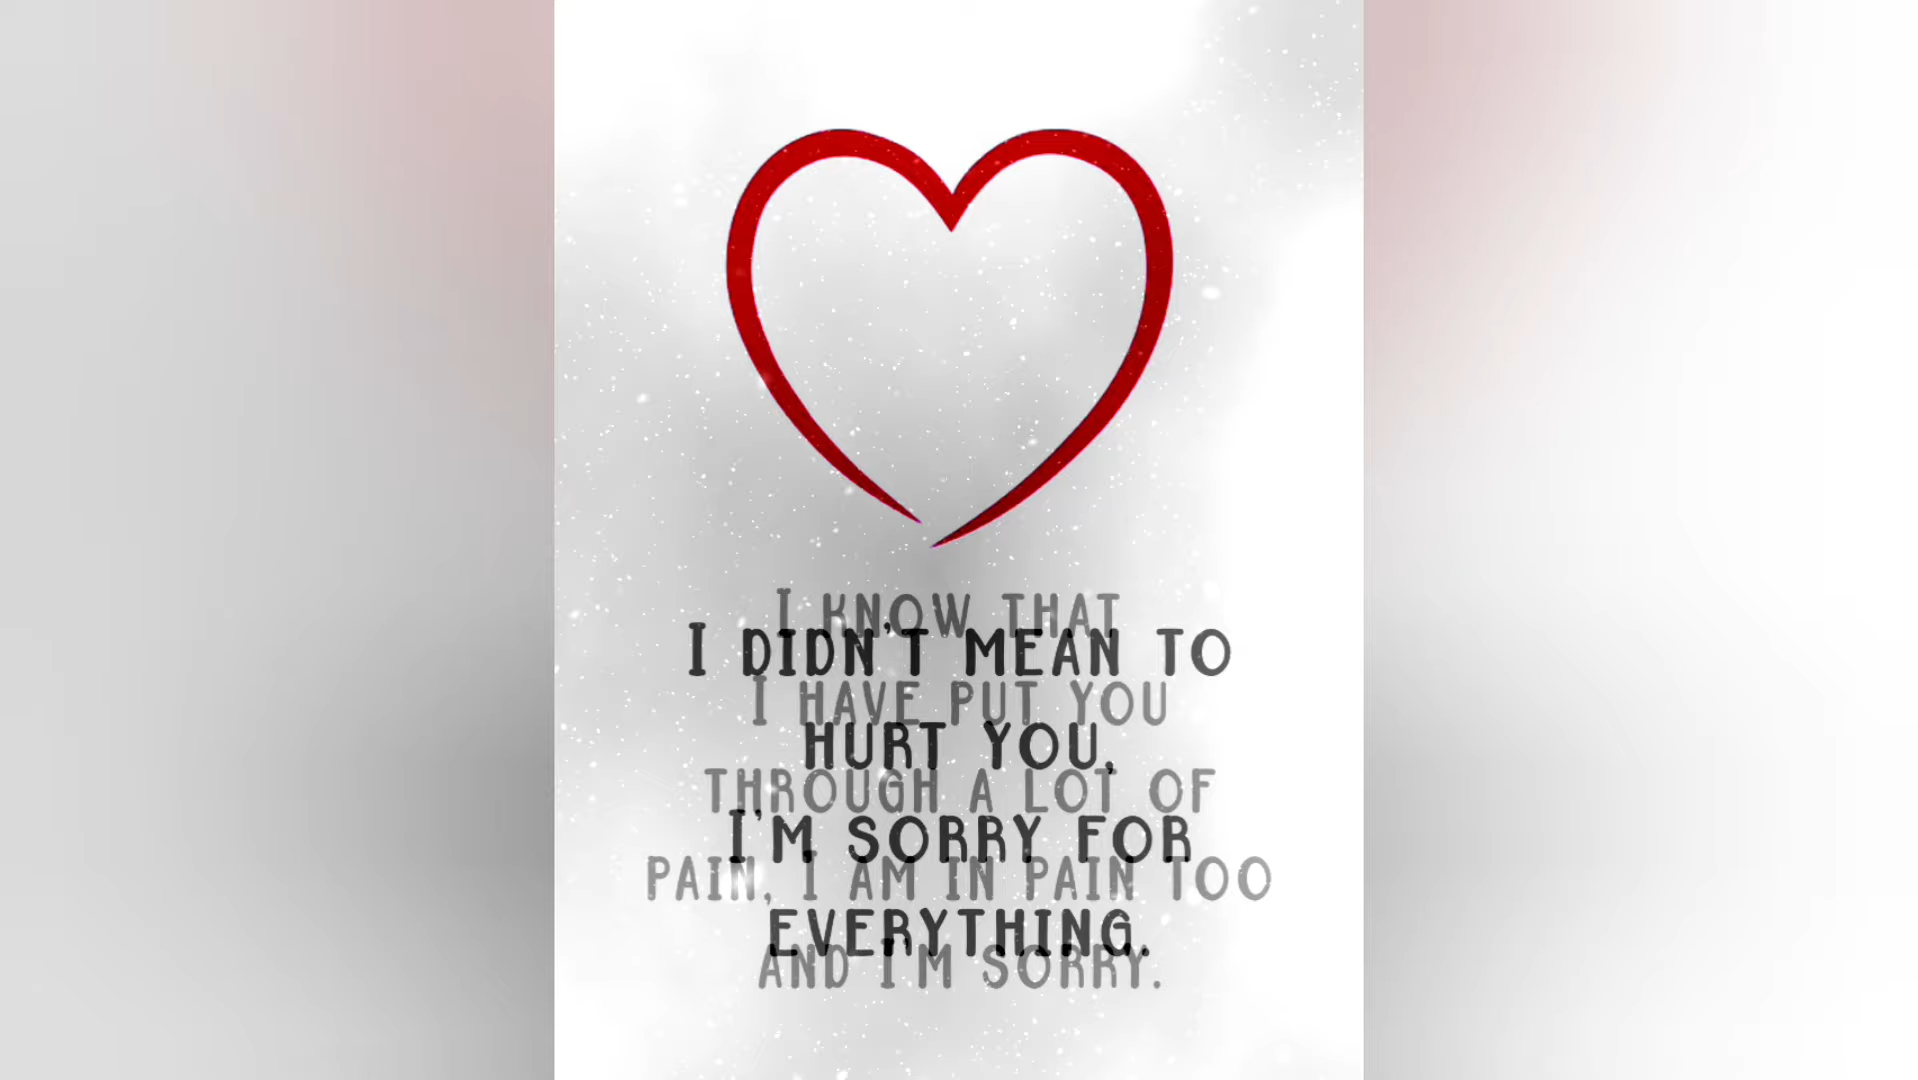 I KNOW THAT
I DIDN'T MEAN TO
I HAVE PUT YOU
HURT YOU,
THROUGH A LOT OF
I'M SORRY FOR
PAIN, I AM IN PAIN TOO
EVERYTHING.
AND I'M SORRY.